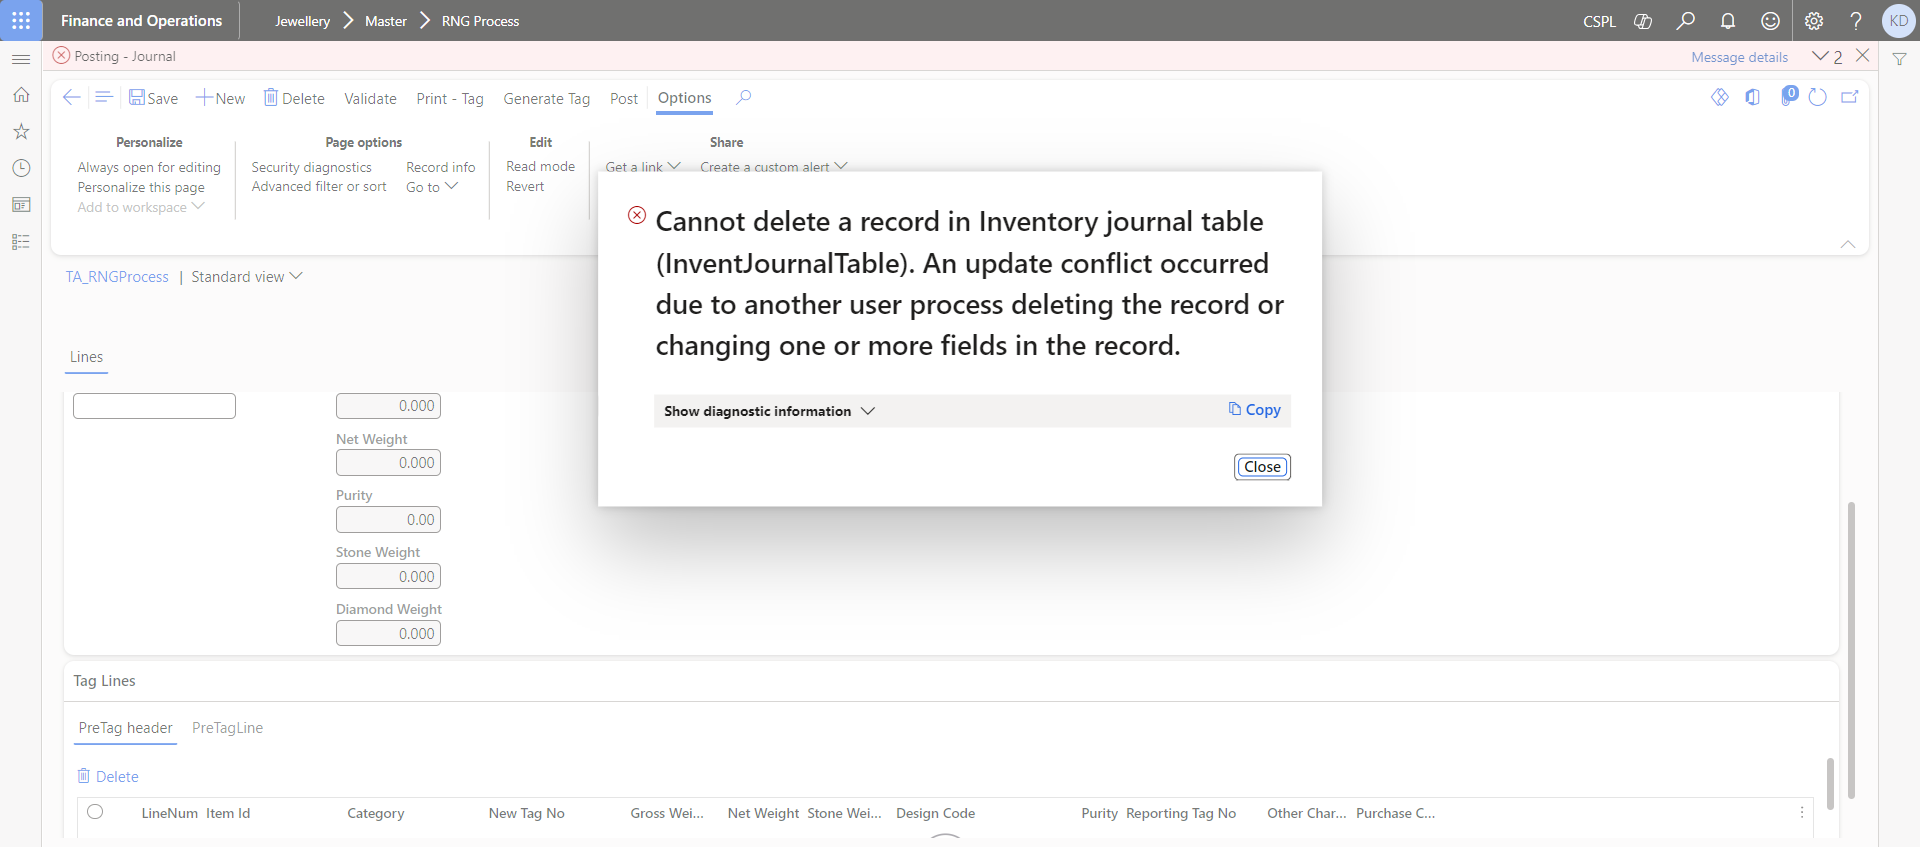 Finance and Operations
Jewellery
Master
RNG Process
CSPL
KD
Posting - Journal
Message details
2
Save
New
Delete
Validate
Print - Tag
Generate Tag
Post
Options
0
Personalize
Always open for editing
Personalize this page
Add to workspace
Page options
Security diagnostics
Advanced filter or sort
Record info
Go to
Edit
Read mode
Revert
Share
Get a link
Create a custom alert
Cannot delete a record in Inventory journal table
(InventJournalTable). An update conflict occurred
due to another user process deleting the record or
changing one or more fields in the record.
Show diagnostic information
Copy
Close
TA_RNGProcess | Standard view
Lines
0.000
Net Weight
0.000
Purity
0.00
Stone Weight
0.000
Diamond Weight
0.000
Tag Lines
PreTag header
PreTagLine
Delete
LineNum Item Id Category New Tag No Gross Wei... Net Weight Stone Wei... Design Code Purity Reporting Tag No Other Char... Purchase C...